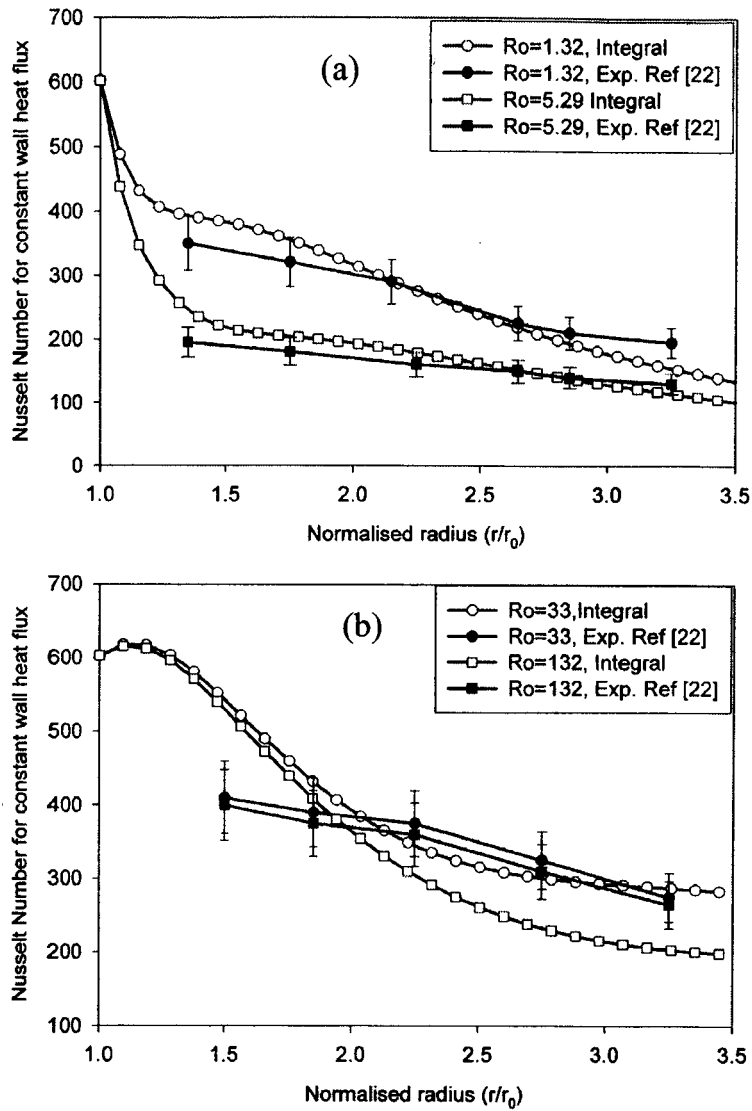 700
600
500
400
300
200
100
0
Nusselt Number for constant wall heat flux
(a)
Ro=1.32, Integral
Ro=1.32, Exp. Ref [22]
Ro=5.29 Integral
Ro=5.29, Exp. Ref [22]
1.0 1.5 2.0 2.5 3.0 3.5
Normalised radius (r/r0)
700
600
500
400
300
200
100
Nusselt Number for constant wall heat flux
(b)
Ro=33,Integral
Ro=33, Exp. Ref [22]
Ro=132, Integral
Ro=132, Exp. Ref [22]
1.0 1.5 2.0 2.5 3.0 3.5
Normalised radius (r/r0)